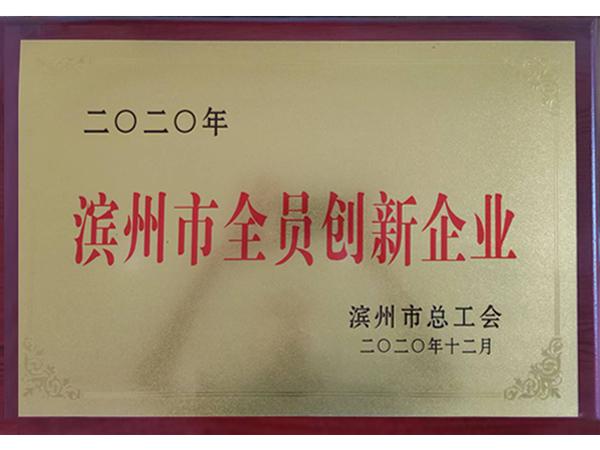 二〇二〇年
滨州市全员创新企业
滨州市总工会
二〇二〇年十二月